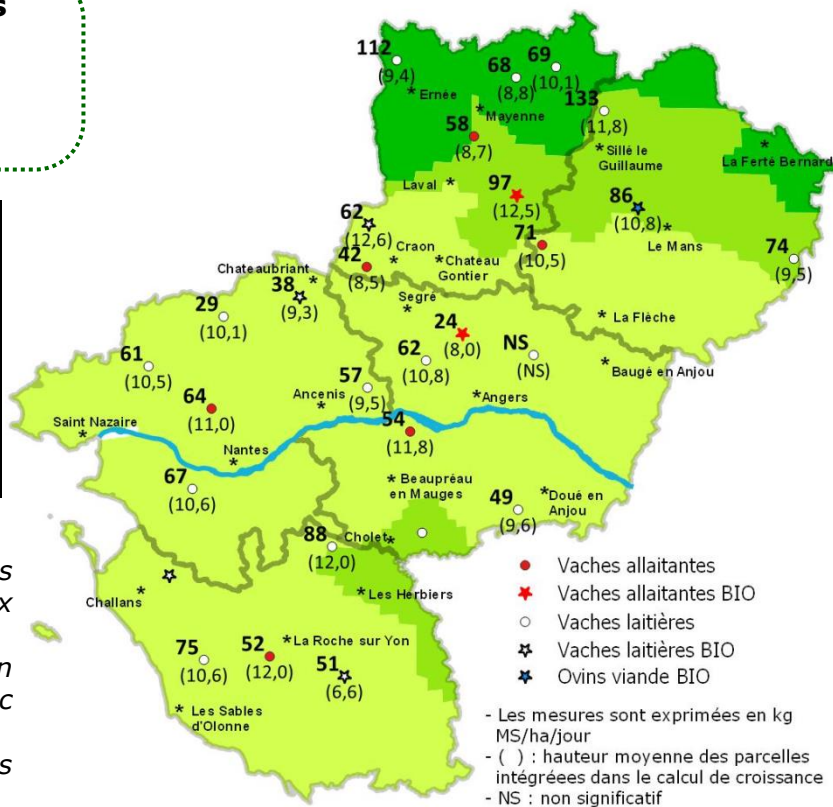 s
112
(9,4)
* Ernée
68
(8,8)
69
(10,1)
* Mayenne
133
(11,8)
58
(8,7)
* Sillé le
Guillaume
*
La Ferté Bernard
Laval *
97
(12,5)
86
(10,8)
*
Le Mans
62
(12,6)
* Craon
* Chateau
Gontier
71
(10,5)
74
(9,5)
42
(8,5)
Chateaubriant
*
38
(9,3)
Segré
*
* La Flèche
29
(10,1)
24
(8,0)
62
(10,8)
NS
(NS)
* Baugé en Anjou
61
(10,5)
57
(9,5)
64
(11,0)
Ancenis
*
* Angers
54
(11,8)
Saint Nazaire
*
Nantes
*
67
(10,6)
* Beaupréau
en Mauges
49
(9,6)
* Doué en
Anjou
88
(12,0)
Cholet *
Challans
*
* Les Herbiers
75
(10,6)
52
(12,0)
* La Roche sur Yon
51
(6,6)
* Les Sables
d'Olonne
s
x
n
c
s
Vaches allaitantes
Vaches allaitantes BIO
Vaches laitières
Vaches laitières BIO
Ovins viande BIO
- Les mesures sont exprimées en kg
MS/ha/jour
- ( ) : hauteur moyenne des parcelles
intégréees dans le calcul de croissance
- NS : non significatif